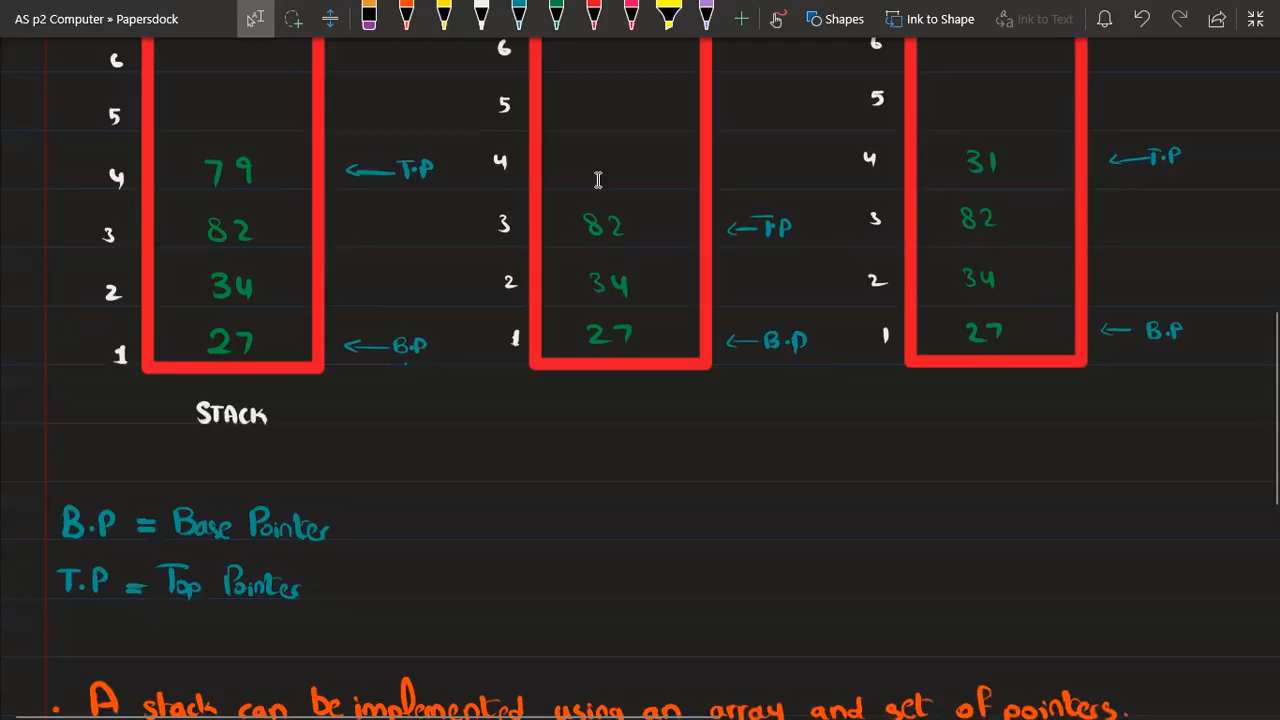 AS p2 Computer » Papersdock
Shapes Ink to Shape Ink to Text
6 6 6
5 5 5
4 79 ← T.P 4 4 31 ← T.P
3 82 3 82 ← T.P 3 82
2 34 2 34 2 34
1 27 ← B.P 1 27 ← B.P 1 27 ← B.P
STACK
B.P = Base Pointer
T.P = Top Pointer
. A stack can be implemented using an array and set of pointers.